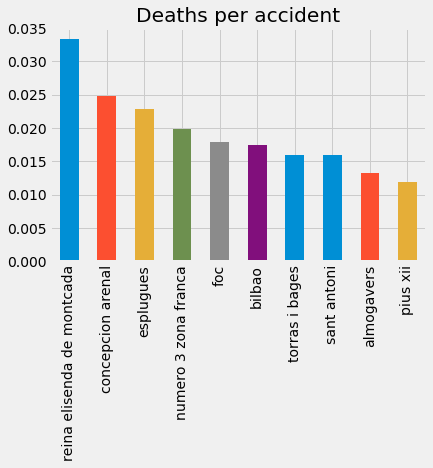 Deaths per accident
0.035
0.030
0.025
0.020
0.015
0.010
0.005
0.000
reina elisenda de montcada
concepcion arenal
esplugues
numero 3 zona franca
foc
bilbao
torras i bages
sant antoni
almogavers
pius xii